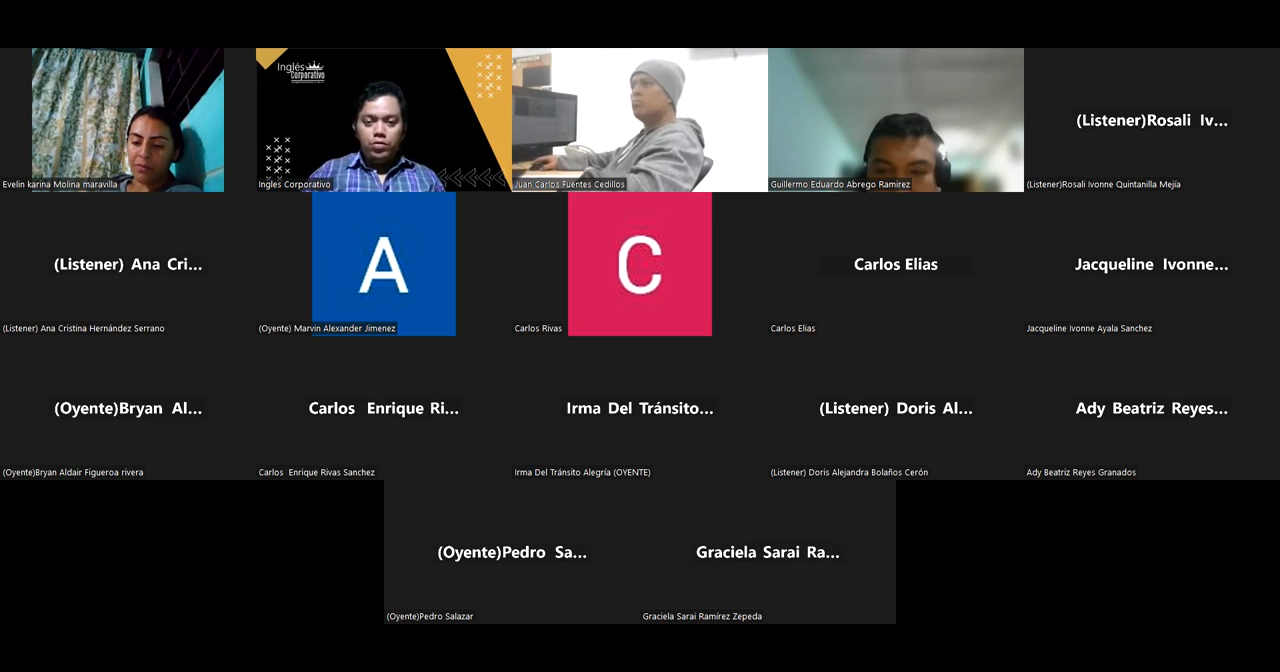 Inglés
Corporativo
Evelin karina Molina maravilla
Ingles Corporativo
Juan Carlos Fuentes Cedillos
Guillermo Eduardo Abrego Ramirez
(Listener)Rosali Iv...
(Listener)Rosali Ivonne Quintanilla Mejía
(Listener) Ana Cri...
(Listener) Ana Cristina Hernández Serrano
A
(Oyente) Marvin Alexander Jimenez
C
Carlos Rivas
Carlos Elias
Carlos Elias
Jacqueline Ivonne...
Jacqueline Ivonne Ayala Sanchez
(Oyente)Bryan Al...
(Oyente)Bryan Aldair Figueroa rivera
Carlos Enrique Ri...
Carlos Enrique Rivas Sanchez
Irma Del Tránsito...
Irma Del Tránsito Alegría (OYENTE)
(Listener) Doris Al...
(Listener) Doris Alejandra Bolaños Cerón
Ady Beatriz Reyes...
Ady Beatriz Reyes Granados
(Oyente)Pedro Sa...
(Oyente)Pedro Salazar
Graciela Sarai Ra...
Graciela Sarai Ramírez Zepeda